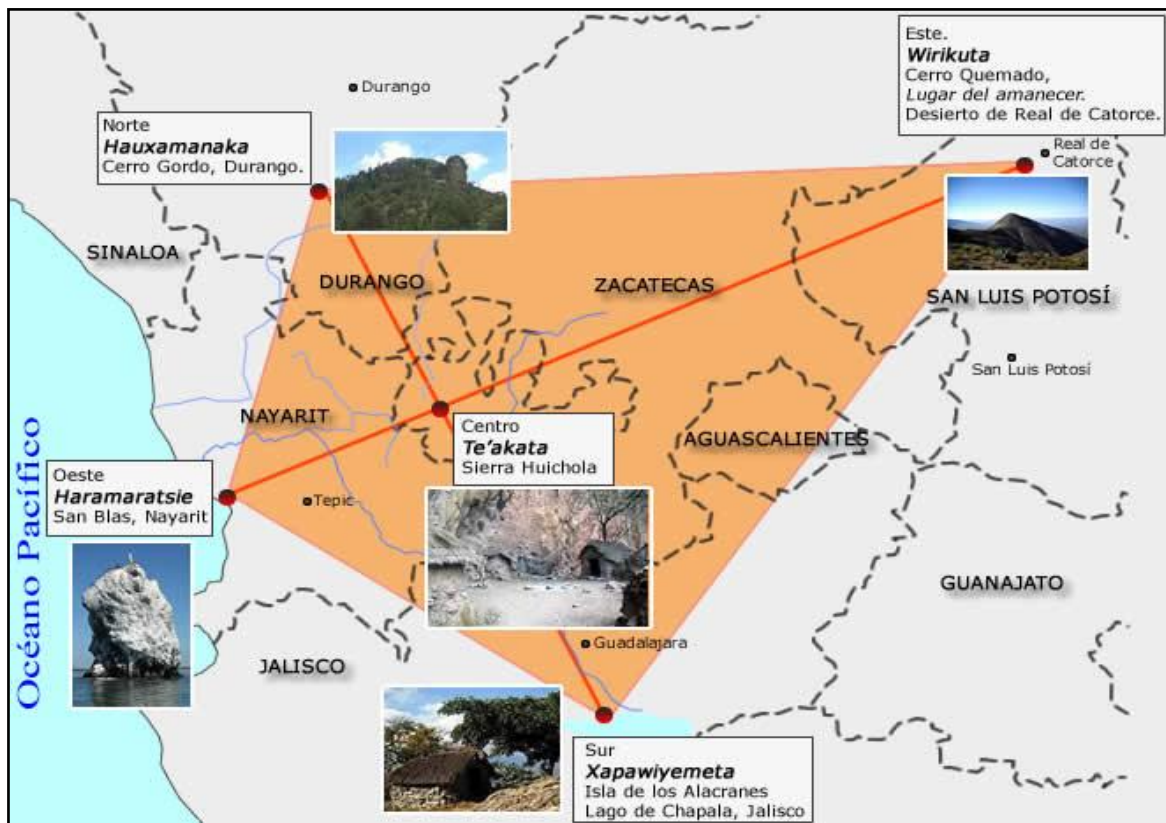 Durango
Este.
Wirikuta
Cerro Quemado,
Lugar del amanecer.
Desierto de Real de Catorce.
Norte
Hauxamanaka
Cerro Gordo, Durango.
Real de
Catorce
SINALOA
DURANGO
ZACATECAS
SAN LUIS POTOSÍ
San Luis Potosí
NAYARIT
Centro
Te'akata
Sierra Huichola
AGUASCALIENTES
Oeste
Haramaratsie
San Blas, Nayarit
Tepic
Océano Pacífico
GUANAJATO
Guadalajara
JALISCO
Sur
Xapawiyemeta
Isla de los Alacranes
Lago de Chapala, Jalisco